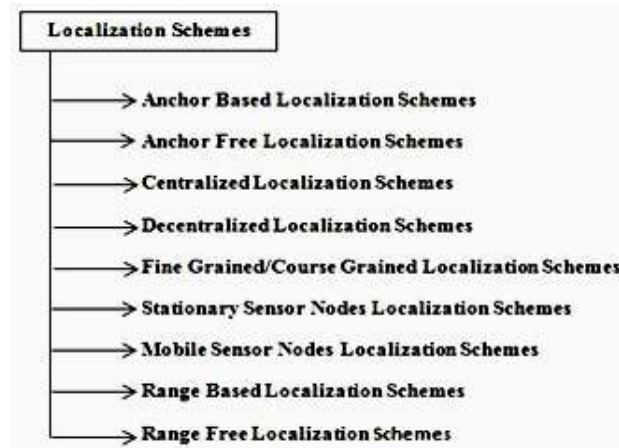 Localization Schemes
Anchor Based Localization Schemes
Anchor Free Localization Schemes
Centralized Localization Schemes
Decentralized Localization Schemes
Fine Grained/Course Grained Localization Schemes
Stationary Sensor Nodes Localization Schemes
Mobile Sensor Nodes Localization Schemes
Range Based Localization Schemes
Range Free Localization Schemes